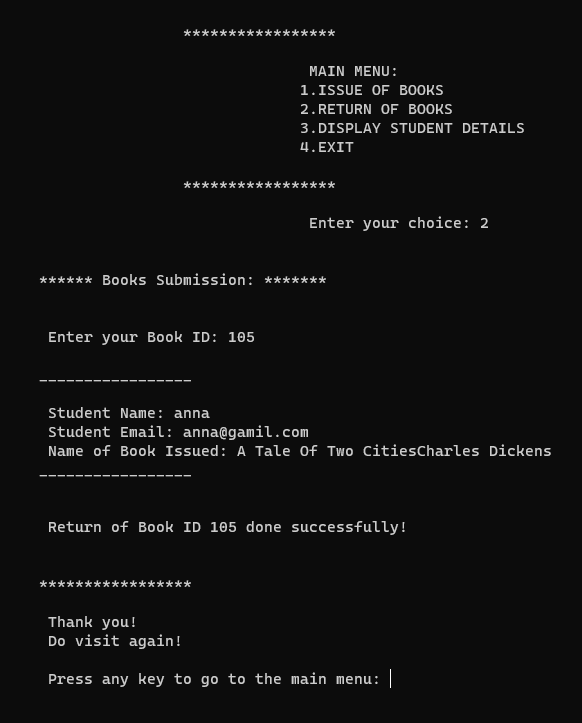 *****************
MAIN MENU:
1.ISSUE OF BOOKS
2.RETURN OF BOOKS
3.DISPLAY STUDENT DETAILS
4.EXIT
*****************
Enter your choice: 2
****** Books Submission: *******
Enter your Book ID: 105
_________________
Student Name: anna
Student Email: anna@gamil.com
Name of Book Issued: A Tale Of Two CitiesCharles Dickens
_________________
Return of Book ID 105 done successfully!
*****************
Thank you!
Do visit again!
Press any key to go to the main menu: